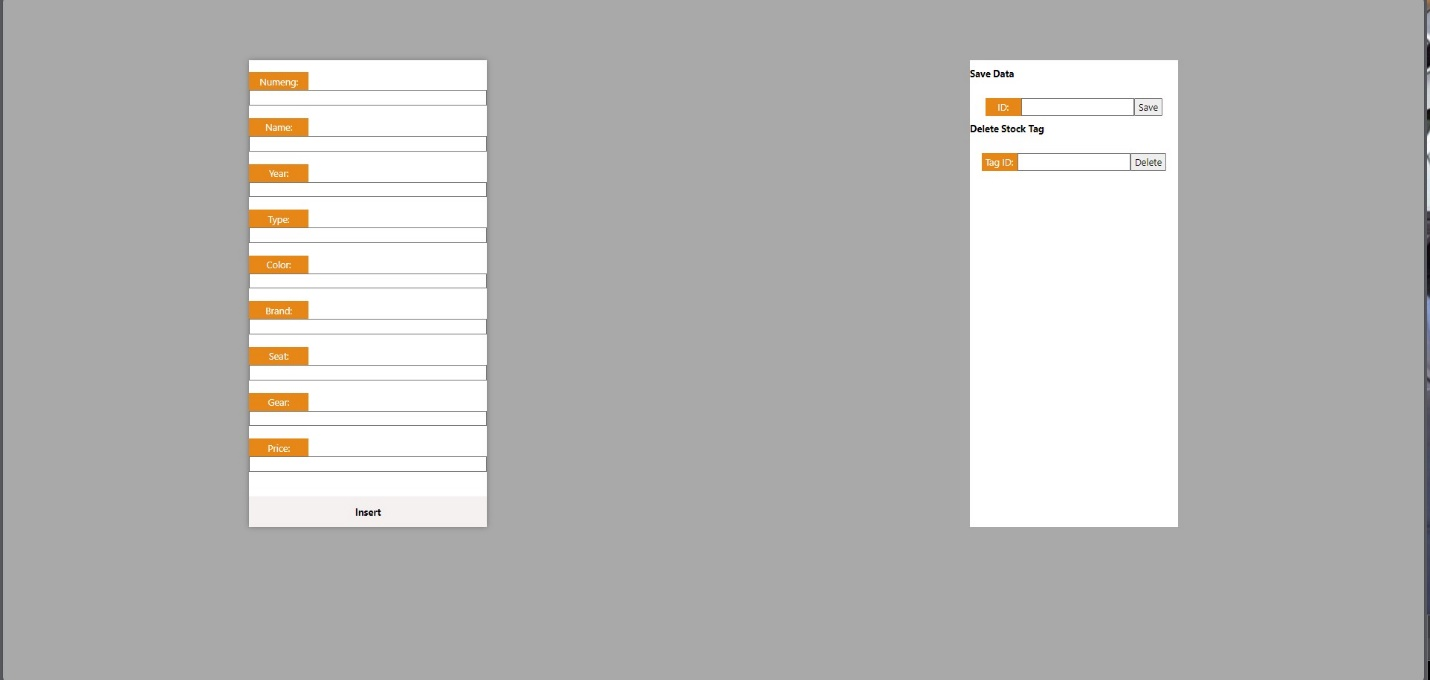 Numeng:
Name:
Year:
Type:
Color:
Brand:
Seat:
Gear:
Price:
Insert
Save Data
ID:
Save
Delete Stock Tag
Tag ID:
Delete